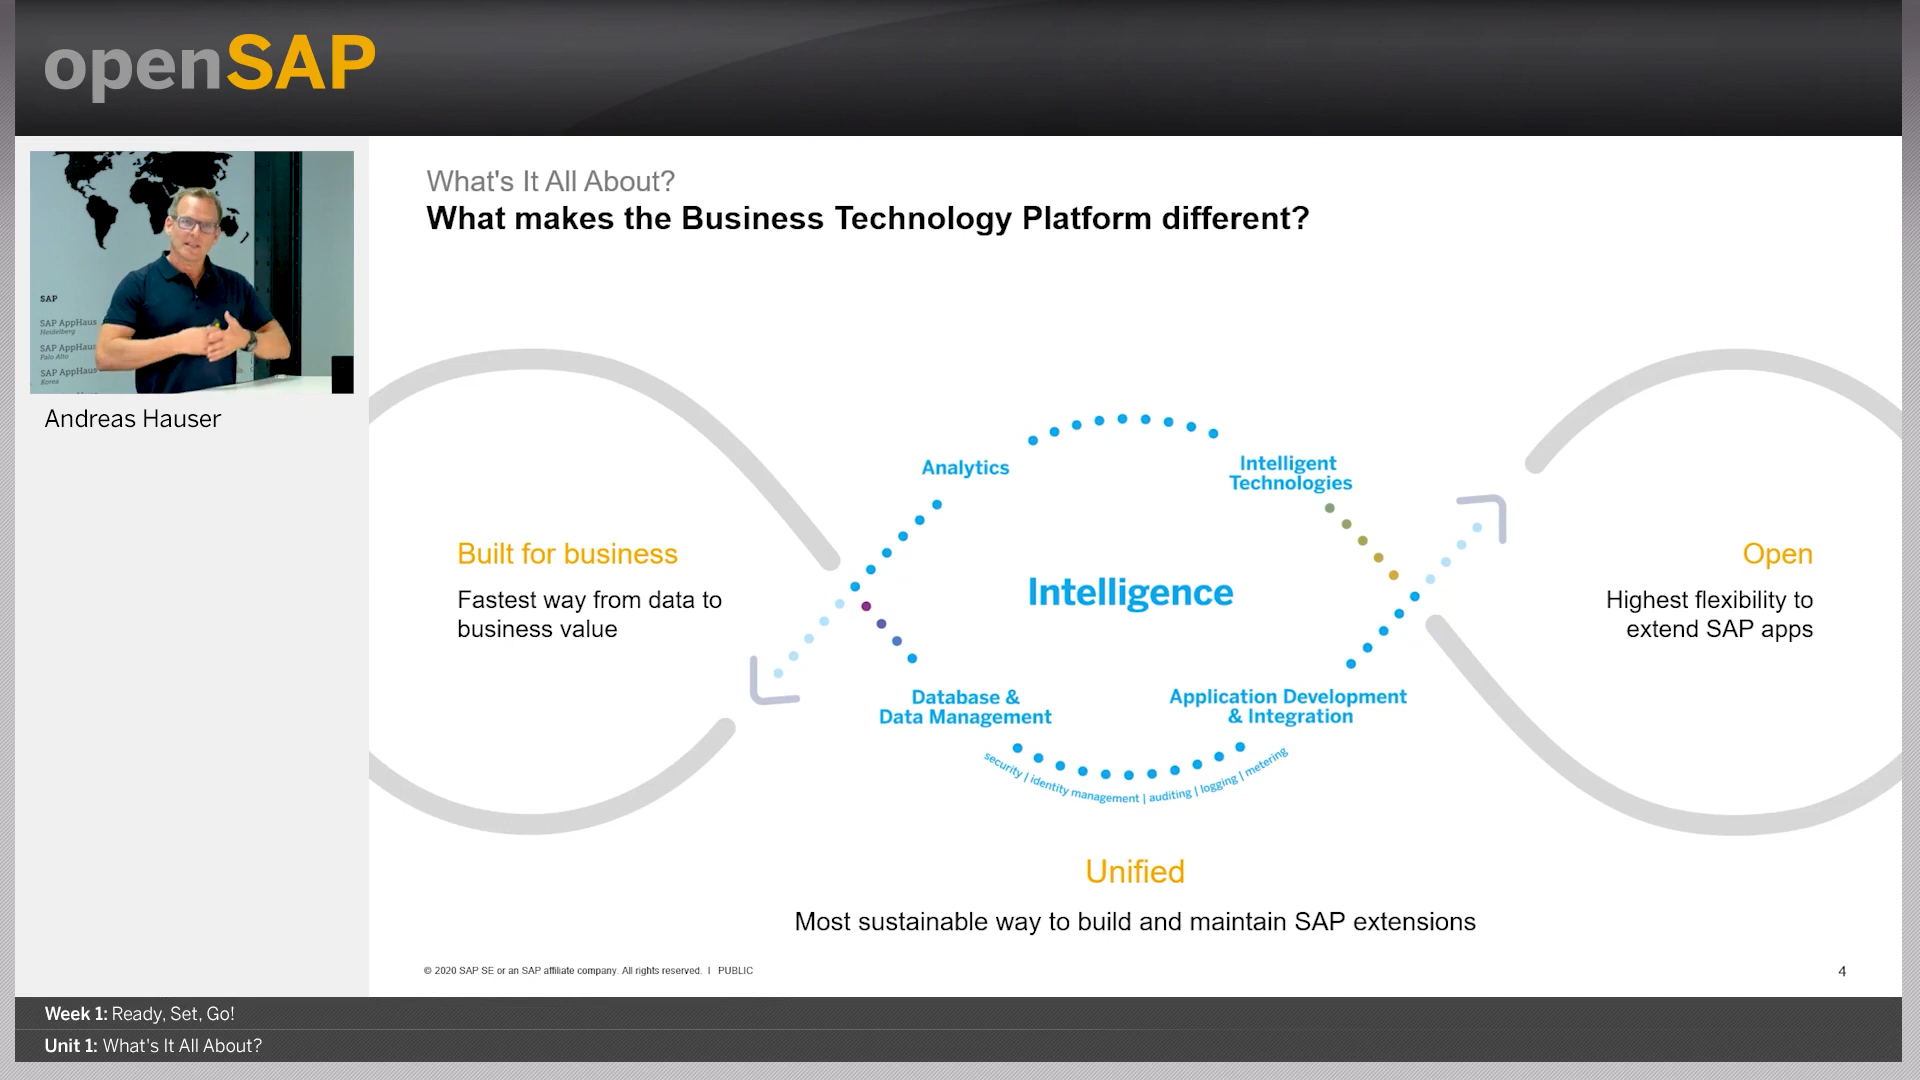 openSAP
SAP
SAP AppHaus
Heidelberg
SAP AppHaus
Palo Alto
SAP AppHaus
Korea
Andreas Hauser
What's It All About?
What makes the Business Technology Platform different?
Analytics
Intelligent
Technologies
Built for business
Fastest way from data to
business value
Intelligence
Open
Highest flexibility to
extend SAP apps
Database &
Data Management
Application Development
& Integration
security | identity management | auditing | logging | metering
Unified
Most sustainable way to build and maintain SAP extensions
© 2020 SAP SE or an SAP affiliate company. All rights reserved. I PUBLIC
4
Week 1: Ready, Set, Go!
Unit 1: What's It All About?